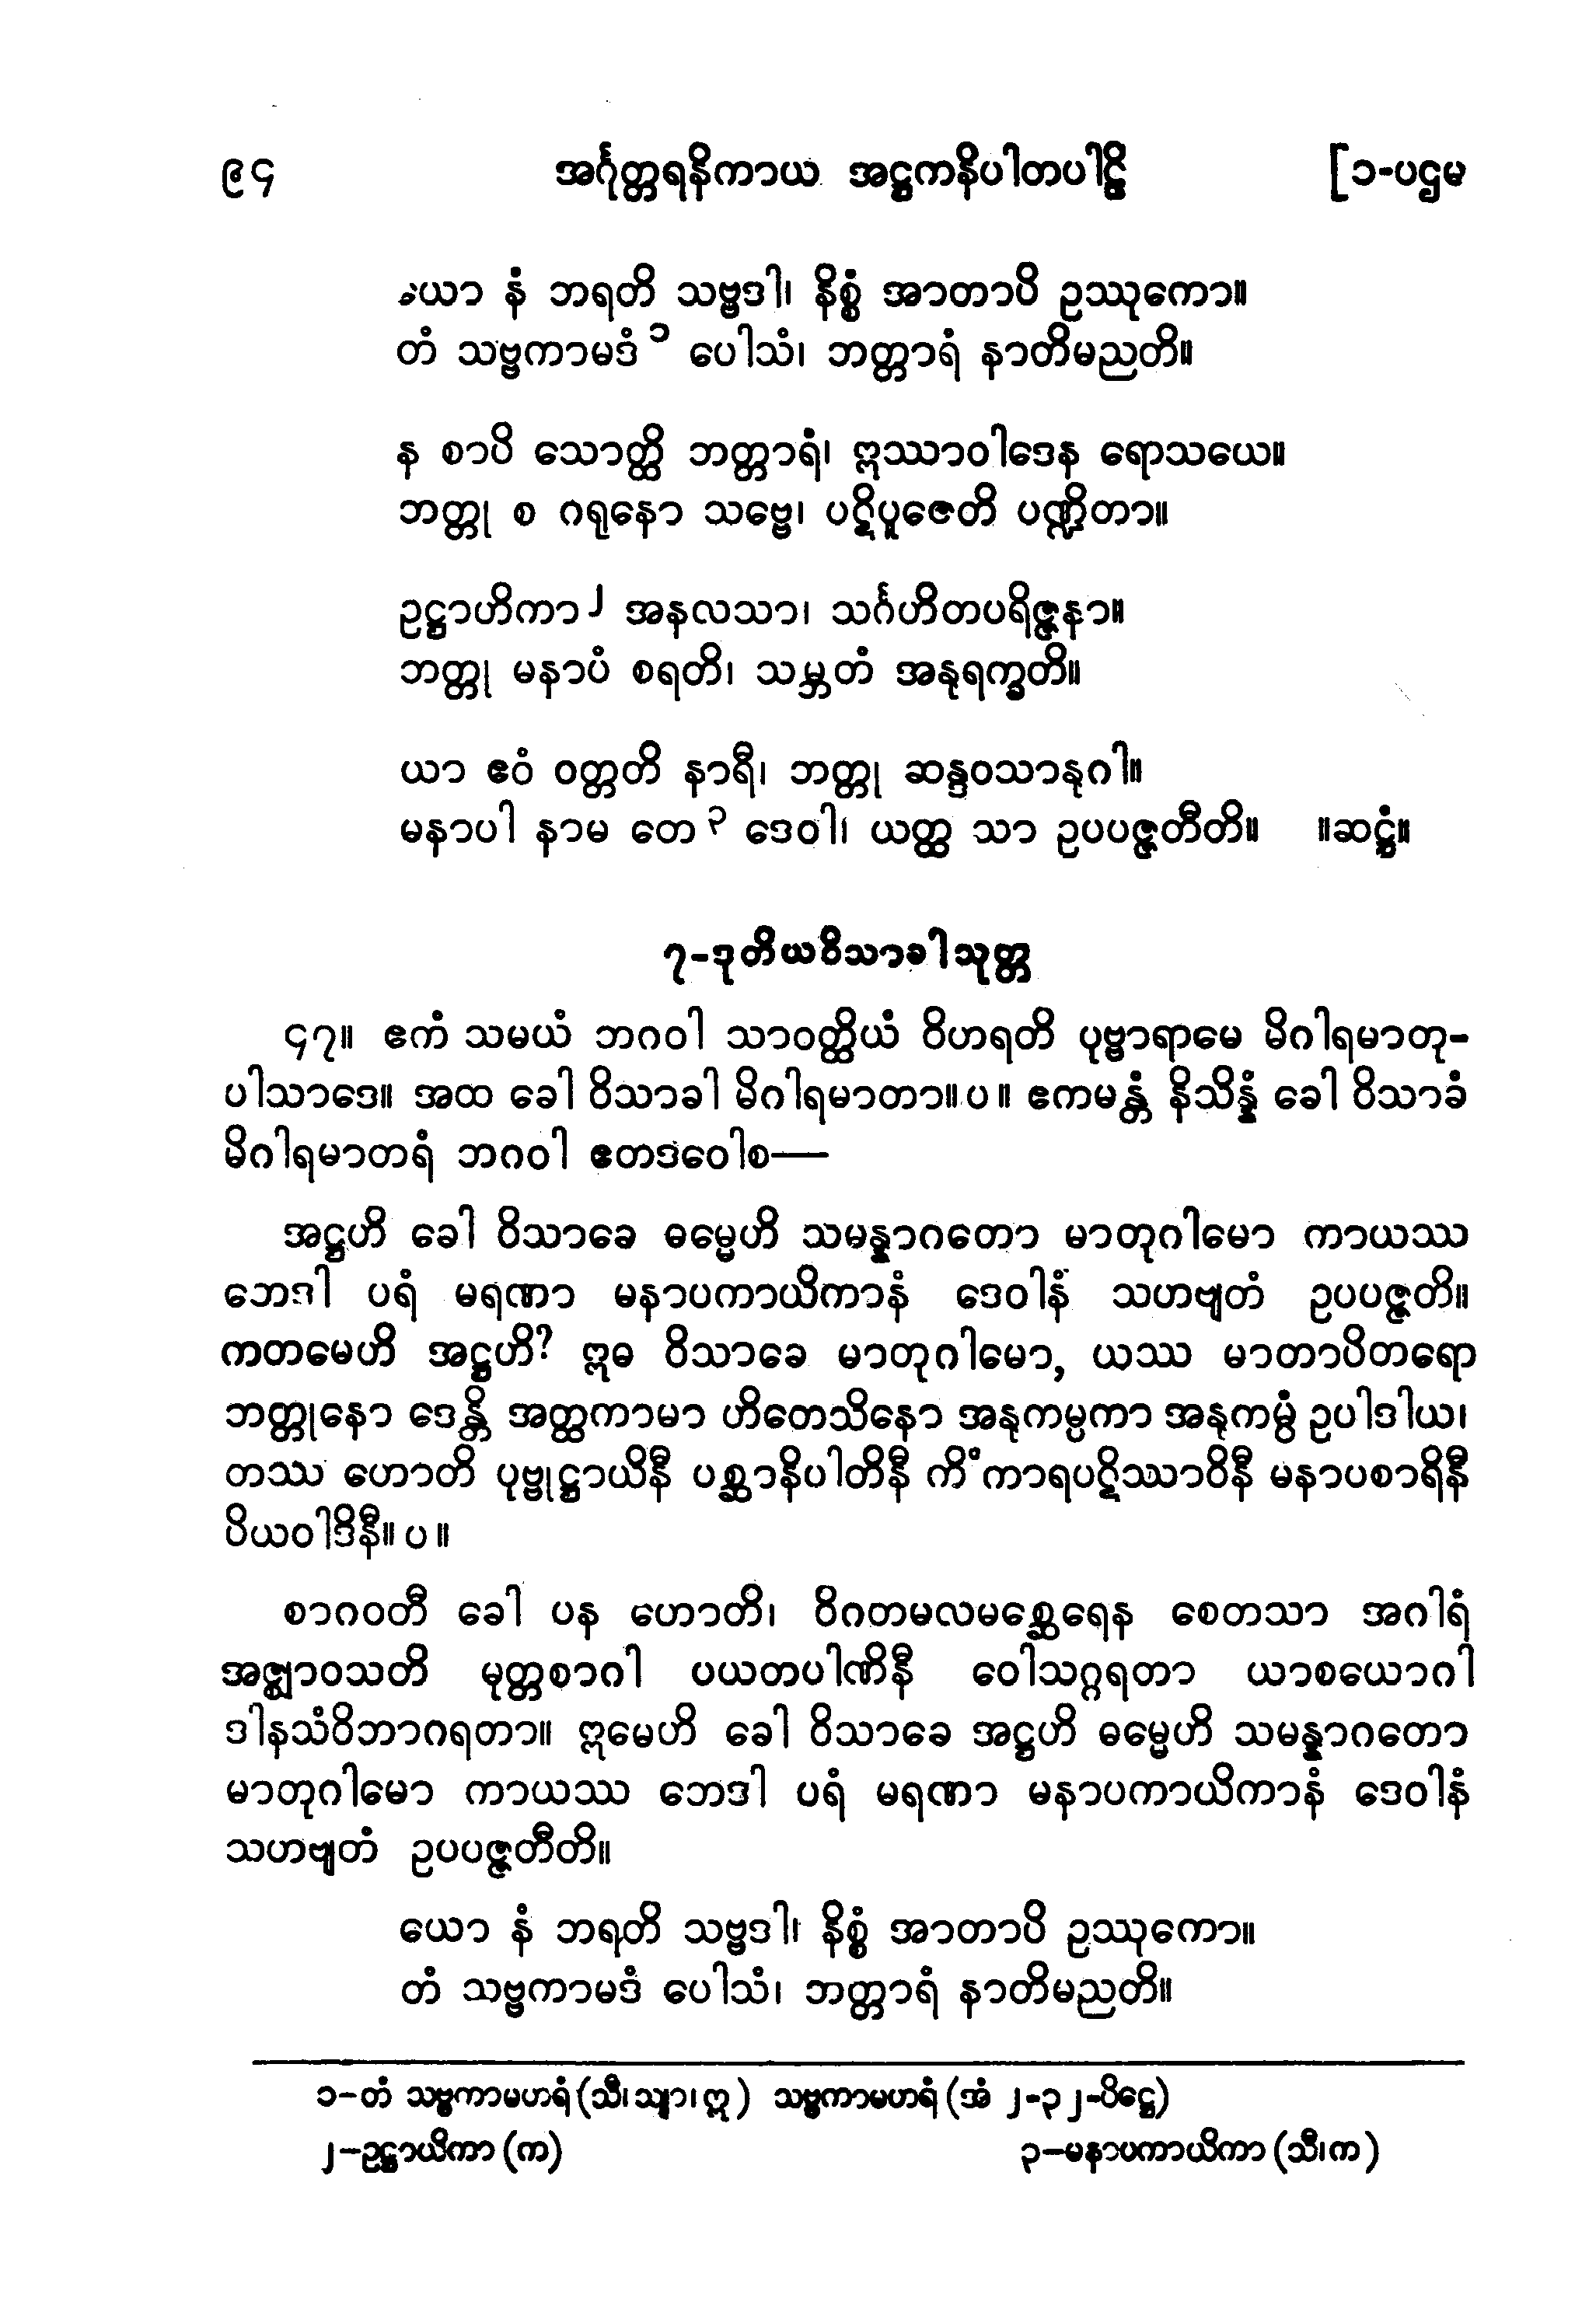 ၉၄ အင်္ဂုတ္တရနိကာယ အဋ္ဌကနိပါတပါဠိ [၁-ပဌမ
ယော နံ ဘရတိ သဗ္ဗဒါ၊ နိစ္စံ အာတာပိ ဥဿုကော။
တံ သဗ္ဗကာမဒံ ၁ ပေါသံ၊ ဘတ္တာရံ နာတိမညတိ။
န စာပိ သောတ္ထိ ဘတ္တာရံ၊ ဣဿာဝါဒေန ရောသယေ။
ဘတ္တု စ ဂရုနော သဗ္ဗေ၊ ပဋိပူဇေတိ ပဏ္ဍိတာ။
ဥဋ္ဌာဟိကာ ၂ အနလသာ၊ သင်္ဂဟိတပရိဇ္ဇနာ။
ဘတ္တု မနာပံ စရတိ၊ သမ္ဘတံ အနုရက္ခတိ။
ယာ ဧဝံ ဝတ္တတိ နာရီ၊ ဘတ္တု ဆန္ဒဝသာနုဂါ။
မနာပါ နာမ တေ ၃ ဒေဝါ၊ ယတ္ထ သာ ဥပပဇ္ဇတီတိ။ ။ဆဋ္ဌံ။
၇-ဒုတိယဝိသာခါသုတ္တ
၄၇။ ဧကံ သမယံ ဘဂဝါ သာဝတ္ထိယံ ဝိဟရတိ ပုဗ္ဗာရာမေ မိဂါရမာတု-
ပါသာဒေ။ အထ ခေါ ဝိသာခါ မိဂါရမာတာ။ပ။ ဧကမန္တံ နိသိန္နံ ခေါ ဝိသာခံ
မိဂါရမာတရံ ဘဂဝါ ဧတဒဝေါစ—
အဋ္ဌဟိ ခေါ ဝိသာခေ ဓမ္မေဟိ သမန္နာဂတော မာတုဂါမော ကာယဿ
ဘေဒါ ပရံ မရဏာ မနာပကာယိကာနံ ဒေဝါနံ သဟဗျတံ ဥပပဇ္ဇတိ။
ကတမေဟိ အဋ္ဌဟိ? ဣဓ ဝိသာခေ မာတုဂါမော, ယဿ မာတာပိတရော
ဘတ္တုနော ဒေန္တိ အတ္ထကာမာ ဟိတေသိနော အနုကမ္ပကာ အနုကမ္ပံ ဥပါဒါယ၊
တဿ ဟောတိ ပုဗ္ဗုဋ္ဌာယိနီ ပစ္ဆာနိပါတိနီ ကိံကာရပဋိဿာဝိနီ မနာပစာရိနီ
ပိယဝါဒိနီ။ပ။
စာဂဝတီ ခေါ ပန ဟောတိ၊ ဝိဂတမလမစ္ဆေရေန စေတသာ အဂါရံ
အဇ္ဈာဝသတိ မုတ္တစာဂါ ပယတပါဏိနီ ဝေါသဂ္ဂရတာ ယာစယောဂါ
ဒါနသံဝိဘာဂရတာ။ ဣမေဟိ ခေါ ဝိသာခေ အဋ္ဌဟိ ဓမ္မေဟိ သမန္နာဂတော
မာတုဂါမော ကာယဿ ဘေဒါ ပရံ မရဏာ မနာပကာယိကာနံ ဒေဝါနံ
သဟဗျတံ ဥပပဇ္ဇတီတိ။
ယော နံ ဘရတိ သဗ္ဗဒါ၊ နိစ္စံ အာတာပိ ဥဿုကော။
တံ သဗ္ဗကာမဒံ ပေါသံ၊ ဘတ္တာရံ နာတိမညတိ။
၁-တံ သဗ္ဗကာမဟရံ (သီ၊ သျာ၊ ဣ) သဗ္ဗကာမဟရံ (အံ ၂-၃၂-ပိဋ္ဌေ)
၂-ဥဋ္ဌာယိကာ (က) ၃-မနာပကာယိကာ (သီ၊က)